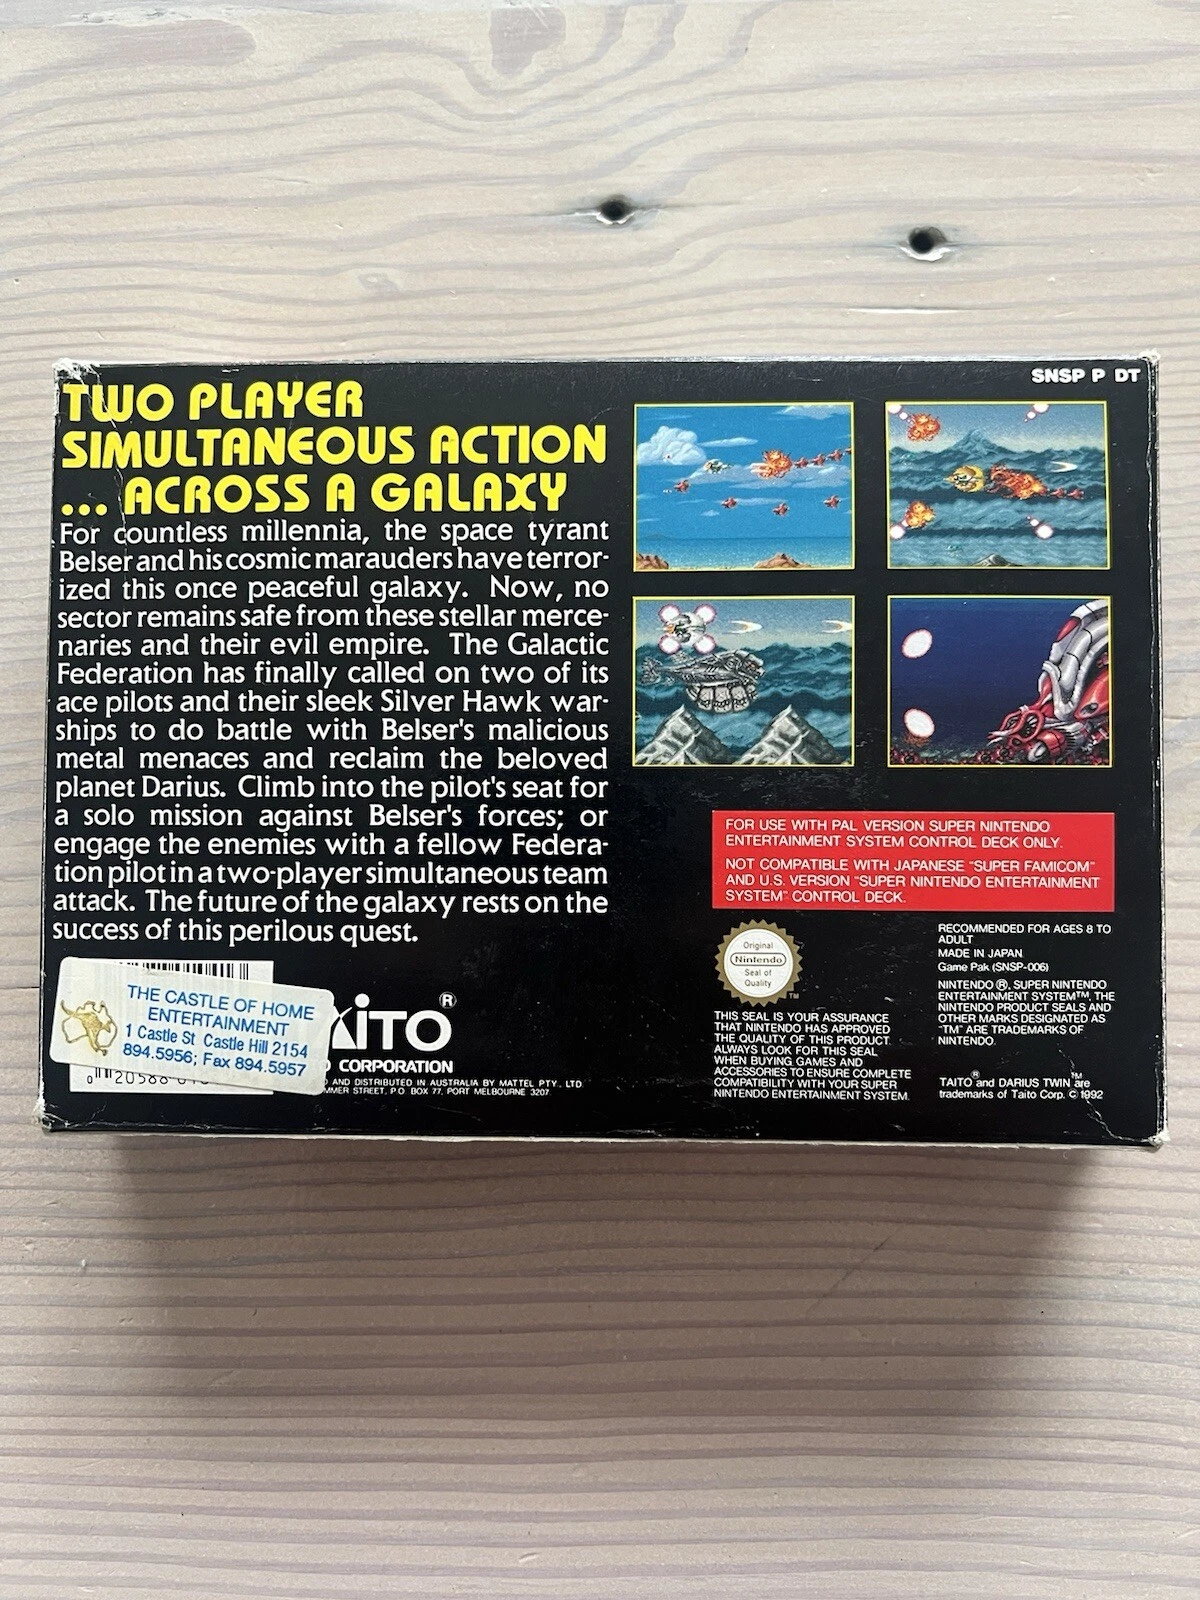 SNSP P DT
TWO PLAYER
SIMULTANEOUS ACTION
... ACROSS A GALAXY
For countless millennia, the space tyrant
Belser and his cosmic marauders have terror-
ized this once peaceful galaxy. Now, no
sector remains safe from these stellar merce-
naries and their evil empire. The Galactic
Federation has finally called on two of its
ace pilots and their sleek Silver Hawk war-
ships to do battle with Belser's malicious
metal menaces and reclaim the beloved
planet Darius. Climb into the pilot's seat for
a solo mission against Belser's forces; or
engage the enemies with a fellow Federa-
tion pilot in a two-player simultaneous team
attack. The future of the galaxy rests on the
success of this perilous quest.
THE CASTLE OF HOME
ENTERTAINMENT
1 Castle St Castle Hill 2154
894.5956; Fax 894.5957
0 20588
AITO ®
CORPORATION
AND DISTRIBUTED IN AUSTRALIA BY MATTEL PTY. LTD.
STREET, P.O BOX 77, PORT MELBOURNE 3207
FOR USE WITH PAL VERSION SUPER NINTENDO
ENTERTAINMENT SYSTEM CONTROL DECK ONLY.
NOT COMPATIBLE WITH JAPANESE "SUPER FAMICOM"
AND U.S. VERSION "SUPER NINTENDO ENTERTAINMENT
SYSTEM" CONTROL DECK.
Original
Nintendo
Seal of
Quality
TM
THIS SEAL IS YOUR ASSURANCE
THAT NINTENDO HAS APPROVED
THE QUALITY OF THIS PRODUCT.
ALWAYS LOOK FOR THIS SEAL
WHEN BUYING GAMES AND
ACCESSORIES TO ENSURE COMPLETE
COMPATIBILITY WITH YOUR SUPER
NINTENDO ENTERTAINMENT SYSTEM.
RECOMMENDED FOR AGES 8 TO
ADULT
MADE IN JAPAN
Game Pak (SNSP-006)
NINTENDO ®, SUPER NINTENDO
ENTERTAINMENT SYSTEM™, THE
NINTENDO PRODUCT SEALS AND
OTHER MARKS DESIGNATED AS
"TM" ARE TRADEMARKS OF
NINTENDO.
TAITO® and DARIUS TWIN™ are
trademarks of Taito Corp. © 1992